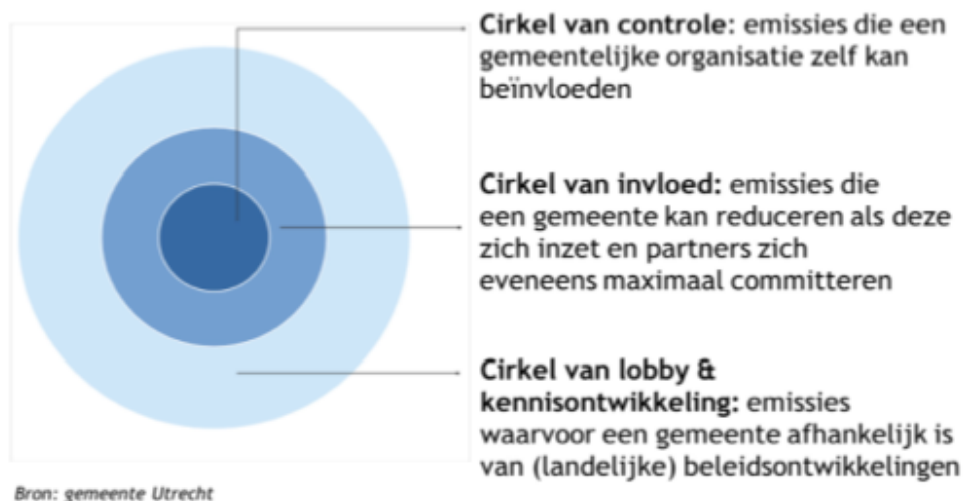 Cirkel van controle: emissies die een
gemeentelijke organisatie zelf kan
beïnvloeden
Cirkel van invloed: emissies die
een gemeente kan reduceren als deze
zich inzet en partners zich
eveneens maximaal committeren
Cirkel van lobby &
kennisontwikkeling: emissies
waarvoor een gemeente afhankelijk is
van (landelijke) beleidsontwikkelingen
Bron: gemeente Utrecht